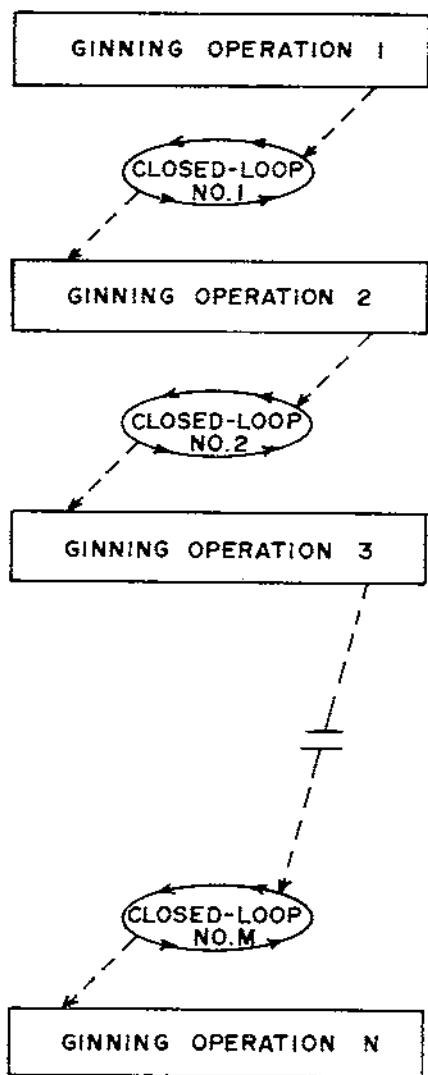 GINNING OPERATION 1
CLOSED-LOOP
NO.1
GINNING OPERATION 2
CLOSED-LOOP
NO.2
GINNING OPERATION 3
CLOSED-LOOP
NO.M
GINNING OPERATION N